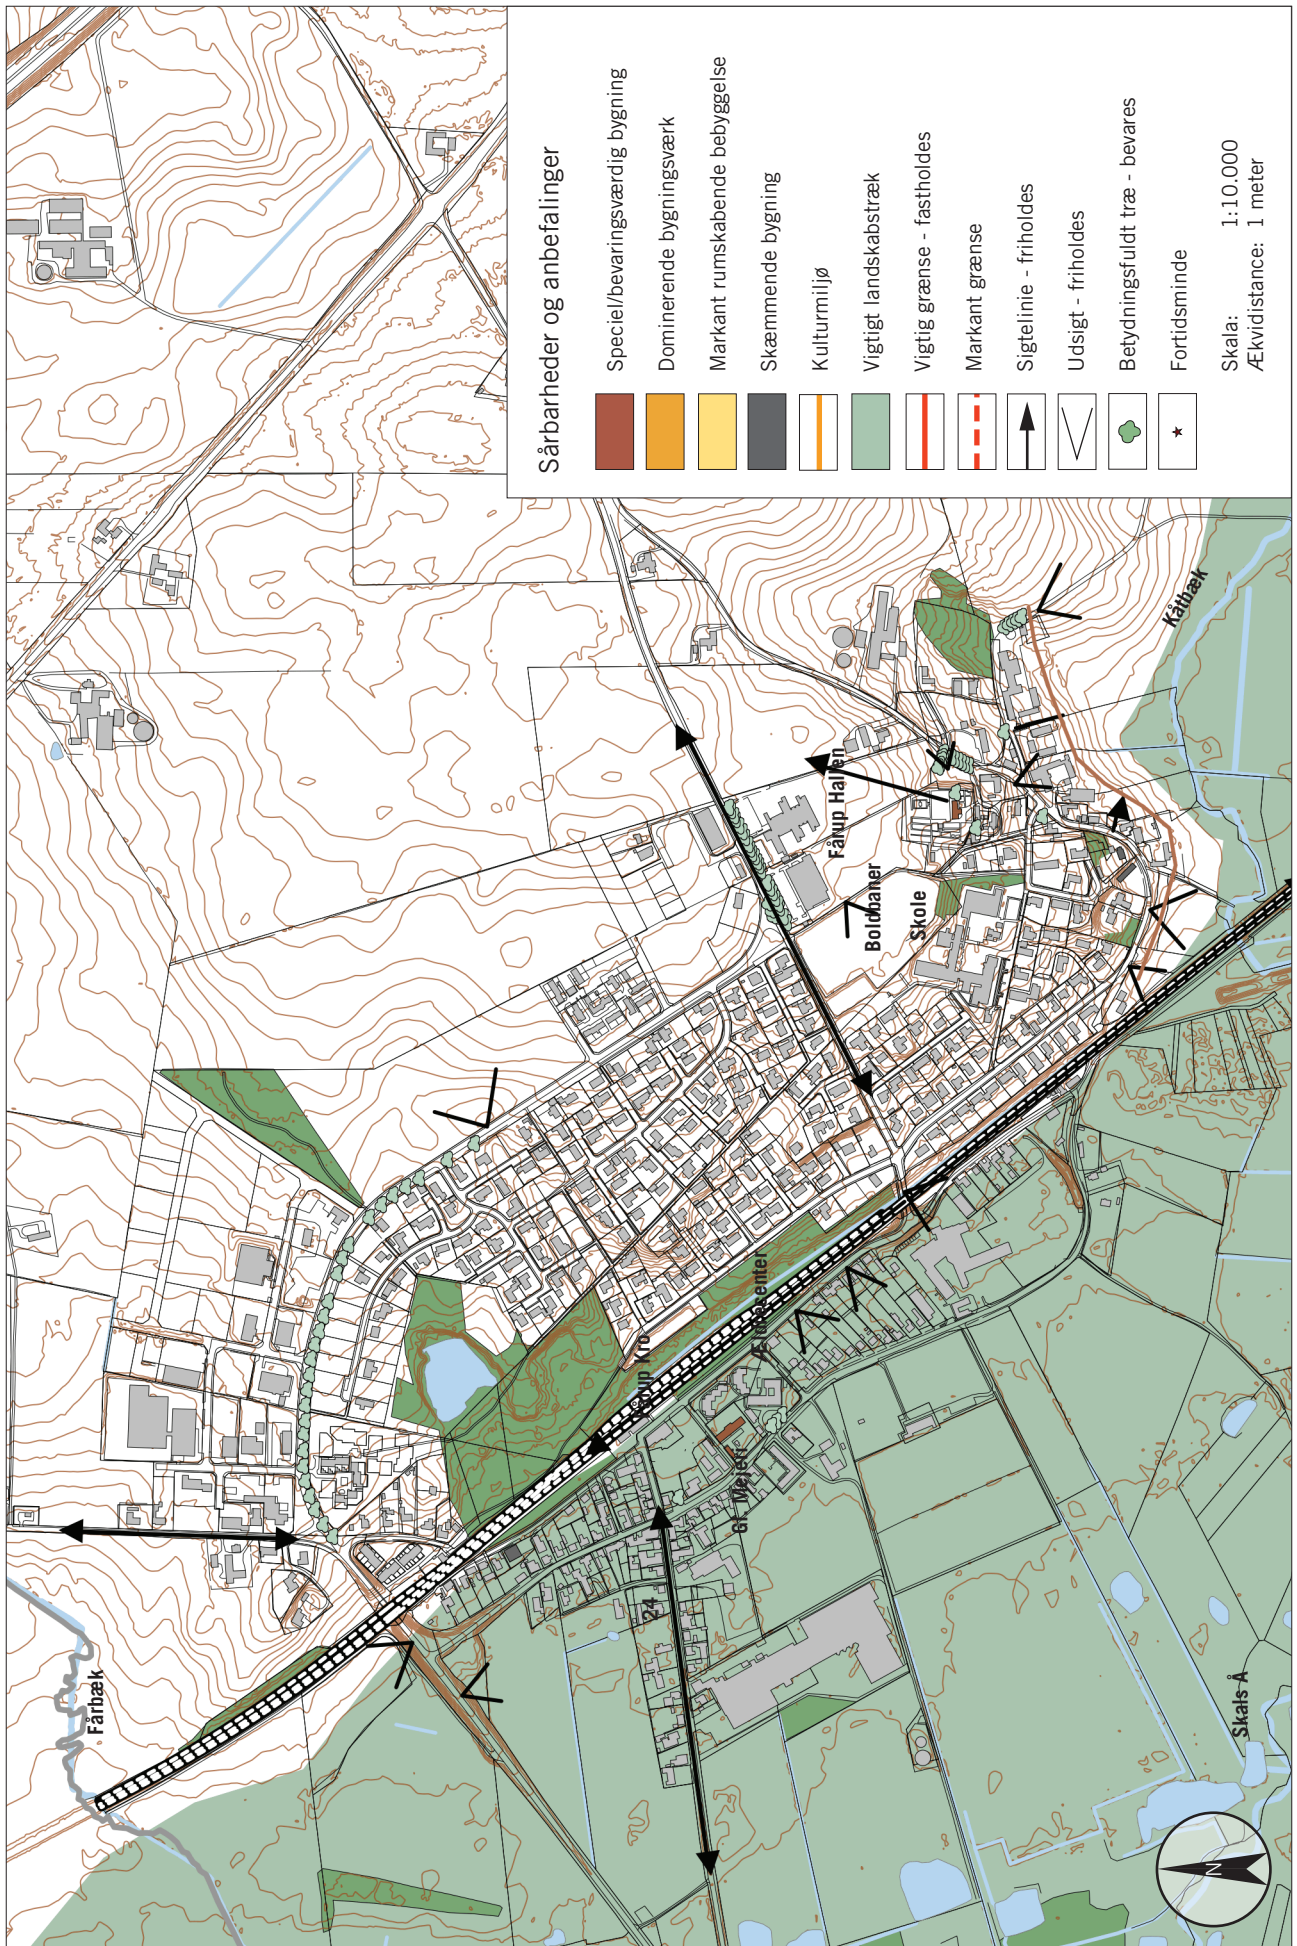 Sårbarheder og anbefalinger
Speciel/bevaringsværdig bygning
Dominerende bygningsværk
Markant rumskabende bebyggelse
Skæmmende bygning
Kulturmiljø
Vigtigt landskabstræk
Vigtig grænse - fastholdes
Markant grænse
Sigtelinie - friholdes
Udsigt - friholdes
Betydningsfuldt træ - bevares
Fortidsminde
Skala: 1:10.000
Ækvidistance: 1 meter
Fårbæk
24
Gl. Mejeri
Fårup Kro
Ældrecenter
Skole
Boldbaner
Fårup Hallen
Kåtbæk
Skals Å
N